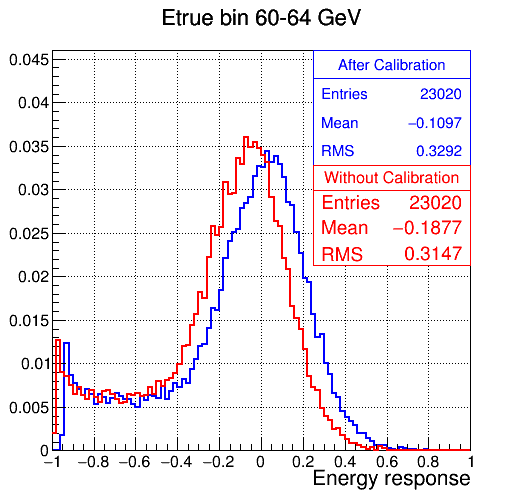 Etrue bin 60-64 GeV
0.045
0.04
0.035
0.03
0.025
0.02
0.015
0.01
0.005
0
After Calibration
Entries 23020
Mean −0.1097
RMS 0.3292
Without Calibration
Entries 23020
Mean −0.1877
RMS 0.3147
−1 −0.8 −0.6 −0.4 −0.2 0 0.2 0.4 0.6 0.8 1
Energy response